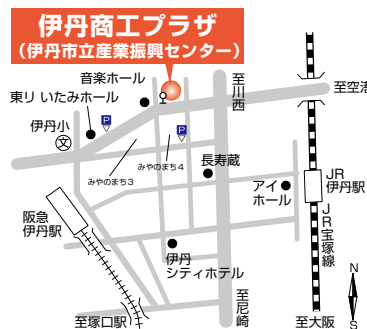 伊丹商工プラザ
(伊丹市立産業振興センター)
音楽ホール
東リ いたみホール
伊丹小
文
P
P
みやのまち3
みやのまち4
至川西
至空港
長寿蔵
アイ
ホール
JR
伊丹駅
JR宝塚線
阪急
伊丹駅
伊丹
シティホテル
至塚口駅
至尼崎
至大阪
N
S